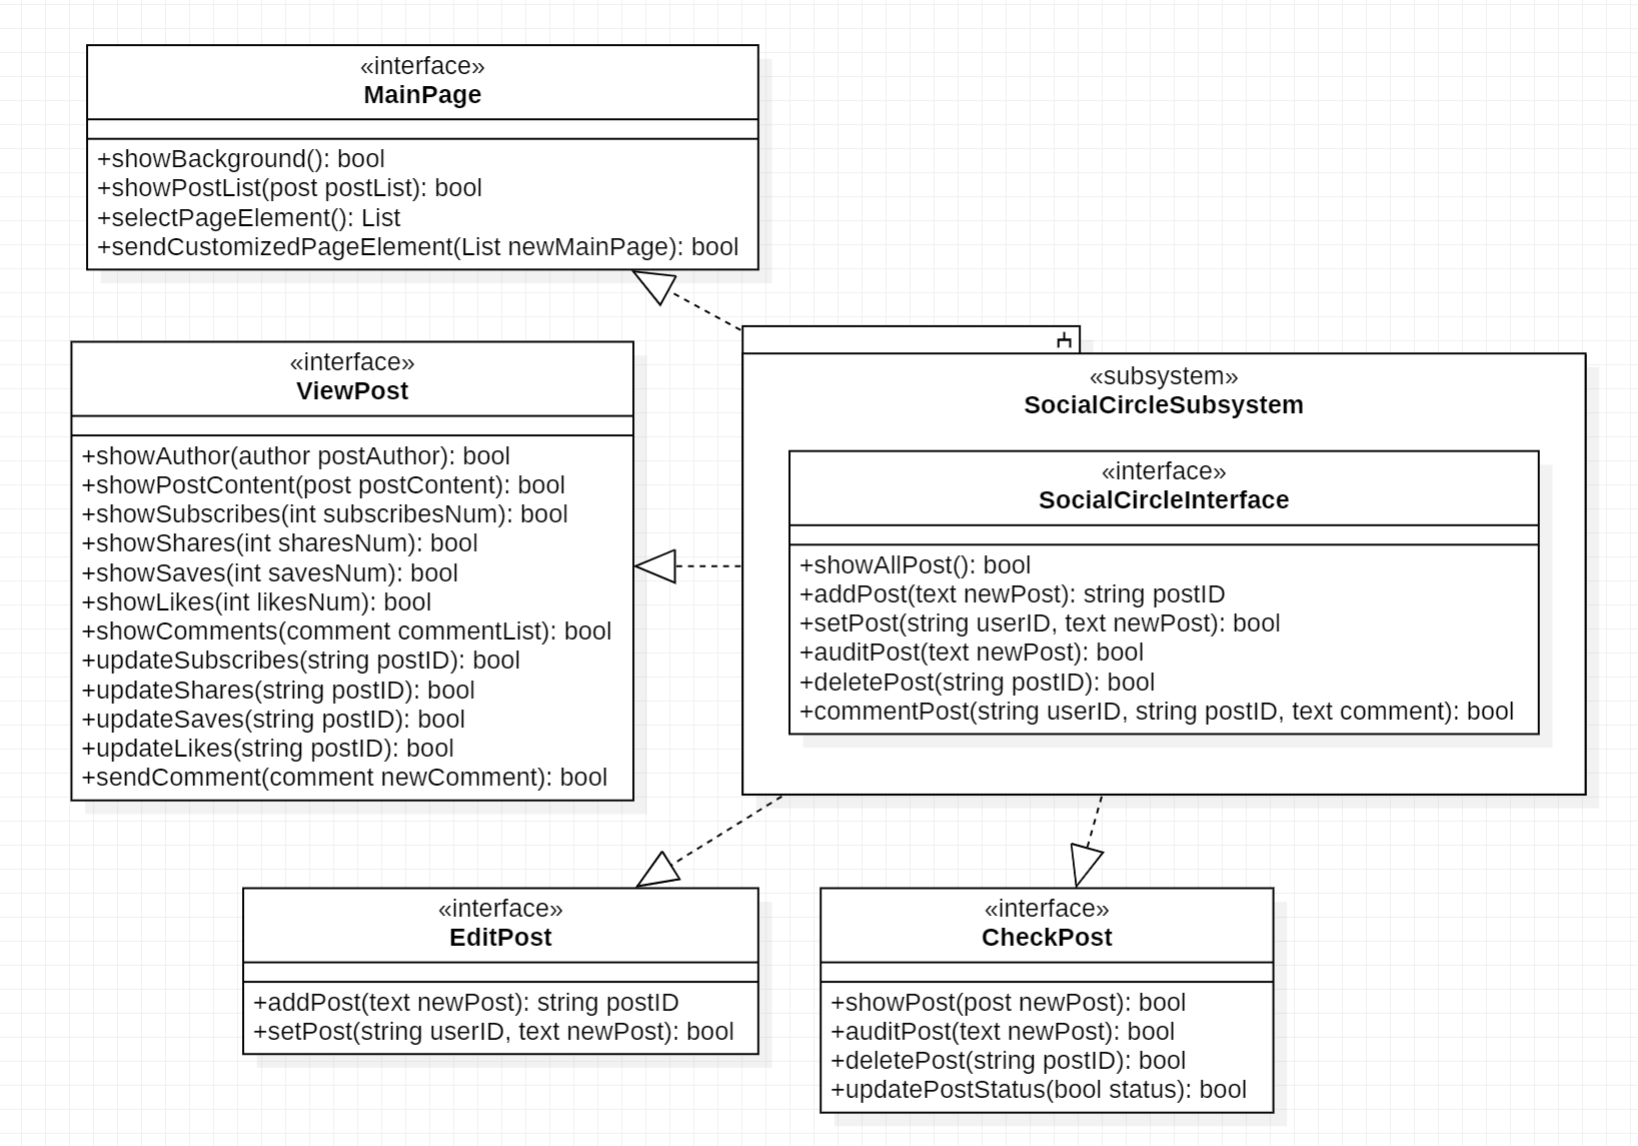 «interface»
MainPage
+showBackground(): bool
+showPostList(post postList): bool
+selectPageElement(): List
+sendCustomizedPageElement(List newMainPage): bool
«interface»
ViewPost
+showAuthor(author postAuthor): bool
+showPostContent(post postContent): bool
+showSubscribes(int subscribesNum): bool
+showShares(int sharesNum): bool
+showSaves(int savesNum): bool
+showLikes(int likesNum): bool
+showComments(comment commentList): bool
+updateSubscribes(string postID): bool
+updateShares(string postID): bool
+updateSaves(string postID): bool
+updateLikes(string postID): bool
+sendComment(comment newComment): bool
«subsystem»
SocialCircleSubsystem
«interface»
SocialCircleInterface
+showAllPost(): bool
+addPost(text newPost): string postID
+setPost(string userID, text newPost): bool
+auditPost(text newPost): bool
+deletePost(string postID): bool
+commentPost(string userID, string postID, text comment): bool
«interface»
EditPost
+addPost(text newPost): string postID
+setPost(string userID, text newPost): bool
«interface»
CheckPost
+showPost(post newPost): bool
+auditPost(text newPost): bool
+deletePost(string postID): bool
+updatePostStatus(bool status): bool